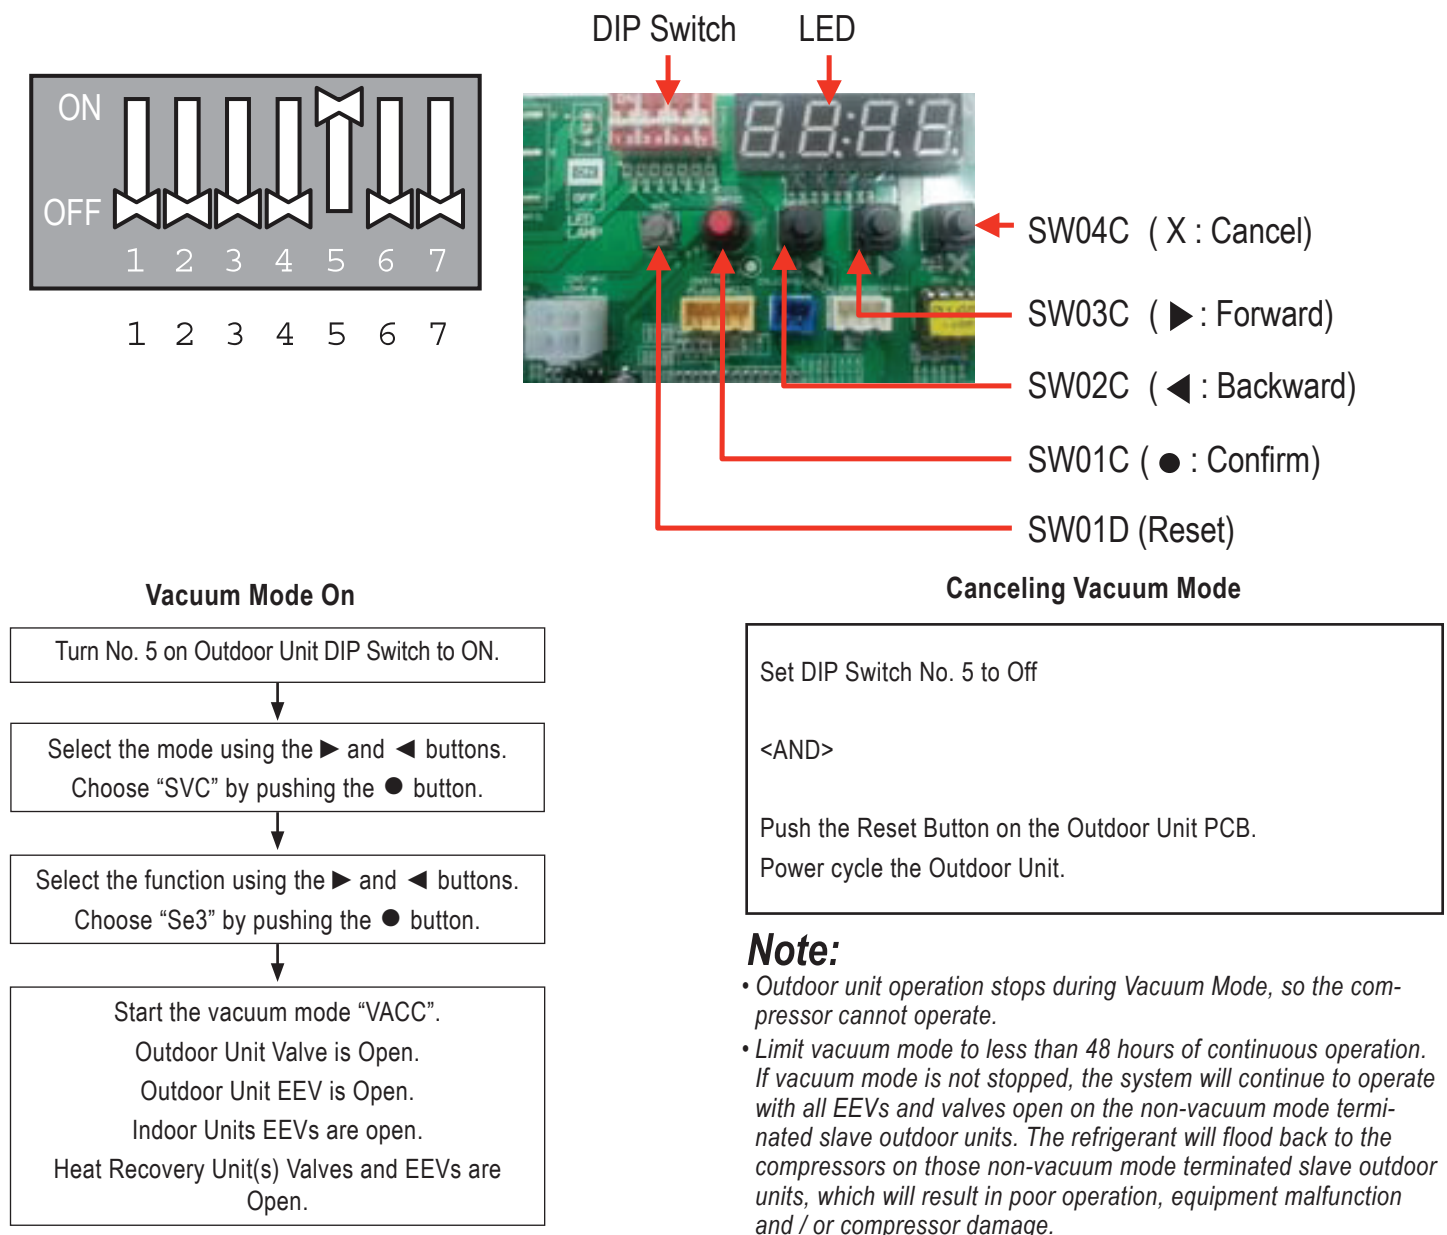 DIP Switch LED
ON
OFF
1 2 3 4 5 6 7
1 2 3 4 5 6 7
SW04C ( X : Cancel)
SW03C ( ▶ : Forward)
SW02C ( ◀ : Backward)
SW01C ( ● : Confirm)
SW01D (Reset)
Vacuum Mode On
Turn No. 5 on Outdoor Unit DIP Switch to ON.
Select the mode using the ▶ and ◀ buttons.
Choose “SVC” by pushing the ● button.
Select the function using the ▶ and ◀ buttons.
Choose “Se3” by pushing the ● button.
Start the vacuum mode “VACC”.
Outdoor Unit Valve is Open.
Outdoor Unit EEV is Open.
Indoor Units EEVs are open.
Heat Recovery Unit(s) Valves and EEVs are
Open.
Canceling Vacuum Mode
Set DIP Switch No. 5 to Off
<AND>
Push the Reset Button on the Outdoor Unit PCB.
Power cycle the Outdoor Unit.
Note:
• Outdoor unit operation stops during Vacuum Mode, so the com-
pressor cannot operate.
• Limit vacuum mode to less than 48 hours of continuous operation.
If vacuum mode is not stopped, the system will continue to operate
with all EEVs and valves open on the non-vacuum mode termi-
nated slave outdoor units. The refrigerant will flood back to the
compressors on those non-vacuum mode terminated slave outdoor
units, which will result in poor operation, equipment malfunction
and / or compressor damage.